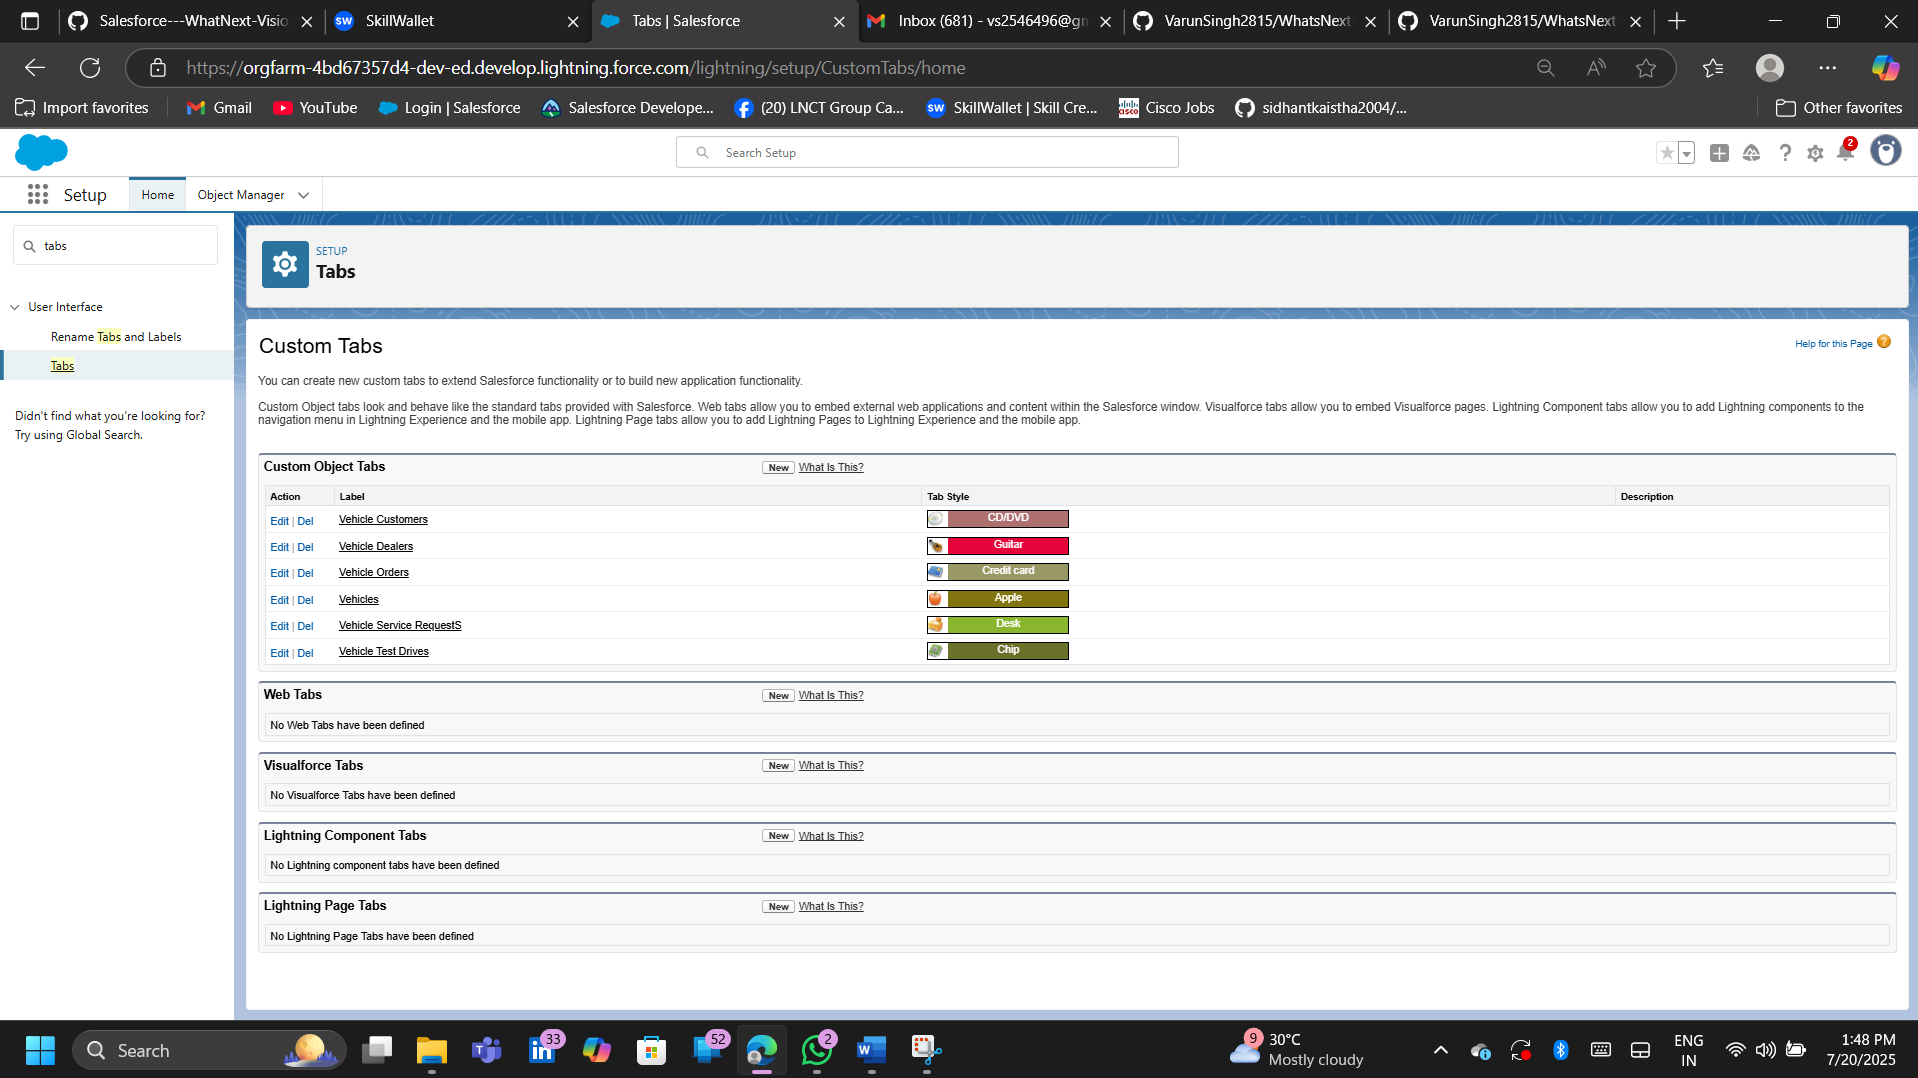 Salesforce---WhatNext-Visio
SkillWallet
Tabs | Salesforce
Inbox (681) - vs2546496@gm
VarunSingh2815/WhatsNext-
VarunSingh2815/WhatsNext-
https://orgfarm-4bd67357d4-dev-ed.develop.lightning.force.com/lightning/setup/CustomTabs/home
Import favorites
Gmail
YouTube
Login | Salesforce
Salesforce Develope...
(20) LNCT Group Ca...
SkillWallet | Skill Cre...
Cisco Jobs
sidhantkaistha2004/...
Other favorites
Search Setup
2
Setup
Home
Object Manager
tabs
User Interface
Rename Tabs and Labels
Tabs
Didn't find what you're looking for?
Try using Global Search.
SETUP
Tabs
Custom Tabs
Help for this Page
You can create new custom tabs to extend Salesforce functionality or to build new application functionality.
Custom Object tabs look and behave like the standard tabs provided with Salesforce. Web tabs allow you to embed external web applications and content within the Salesforce window. Visualforce tabs allow you to embed Visualforce pages. Lightning Component tabs allow you to add Lightning components to the
navigation menu in Lightning Experience and the mobile app. Lightning Page tabs allow you to add Lightning Pages to Lightning Experience and the mobile app.
Custom Object Tabs New What Is This?
Action Label Tab Style Description
Edit | Del Vehicle Customers CD/DVD
Edit | Del Vehicle Dealers Guitar
Edit | Del Vehicle Orders Credit card
Edit | Del Vehicles Apple
Edit | Del Vehicle Service RequestS Desk
Edit | Del Vehicle Test Drives Chip
Web Tabs New What Is This?
No Web Tabs have been defined
Visualforce Tabs New What Is This?
No Visualforce Tabs have been defined
Lightning Component Tabs New What Is This?
No Lightning component tabs have been defined
Lightning Page Tabs New What Is This?
No Lightning Page Tabs have been defined
Search
33
52
2
9
30°C
Mostly cloudy
ENG
IN
1:48 PM
7/20/2025